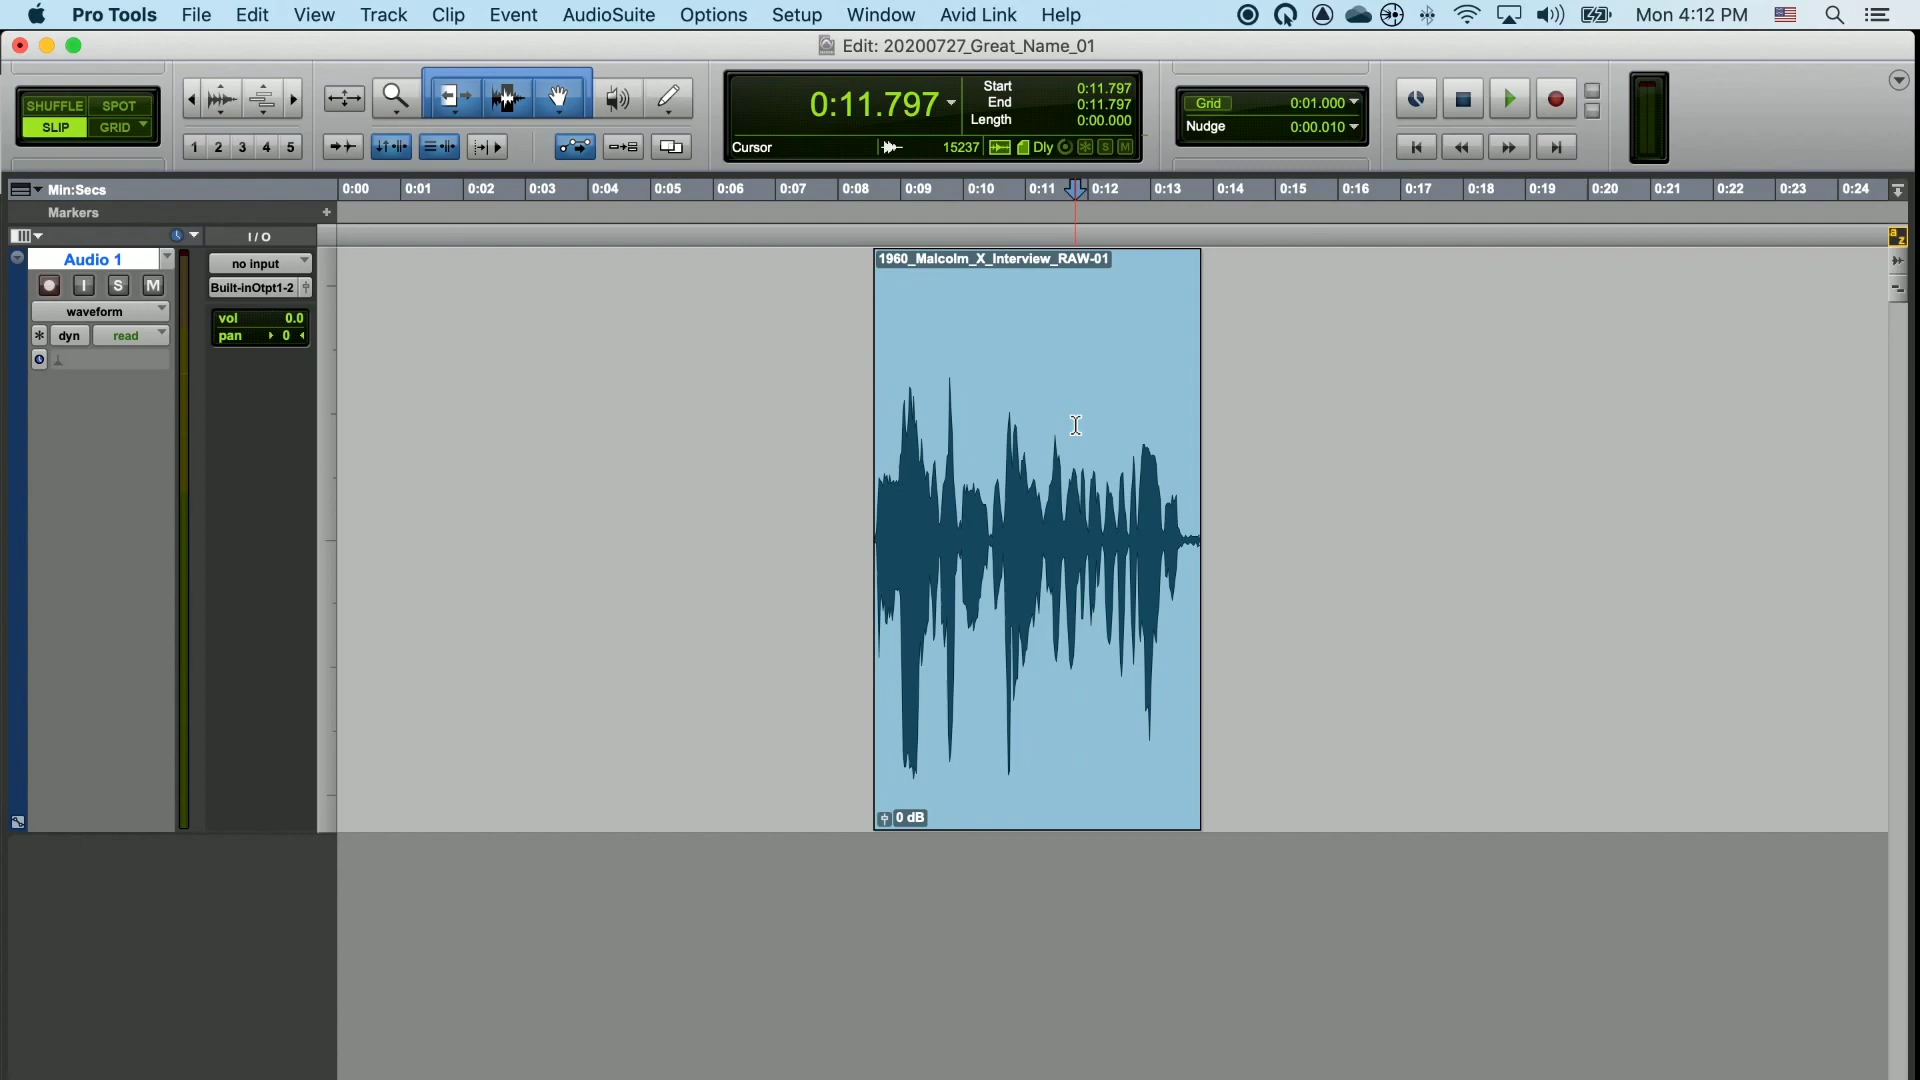 Pro Tools File Edit View Track Clip Event AudioSuite Options Setup Window Avid Link Help Mon 4:12 PM
Edit: 20200727_Great_Name_01
SHUFFLE SPOT
SLIP GRID
1 2 3 4 5
0:11.797
Start 0:11.797
End 0:11.797
Length 0:00.000
Cursor 15237 Dly S M
Grid 0:01.000
Nudge 0:00.010
Min:Secs 0:00 0:01 0:02 0:03 0:04 0:05 0:06 0:07 0:08 0:09 0:10 0:11 0:12 0:13 0:14 0:15 0:16 0:17 0:18 0:19 0:20 0:21 0:22 0:23 0:24
Markers +
I / O
a z
Audio 1
no input
I S M
Built-inOtpt1-2
waveform
vol 0.0
dyn read
pan 0
1960_Malcolm_X_Interview_RAW-01
0 dB